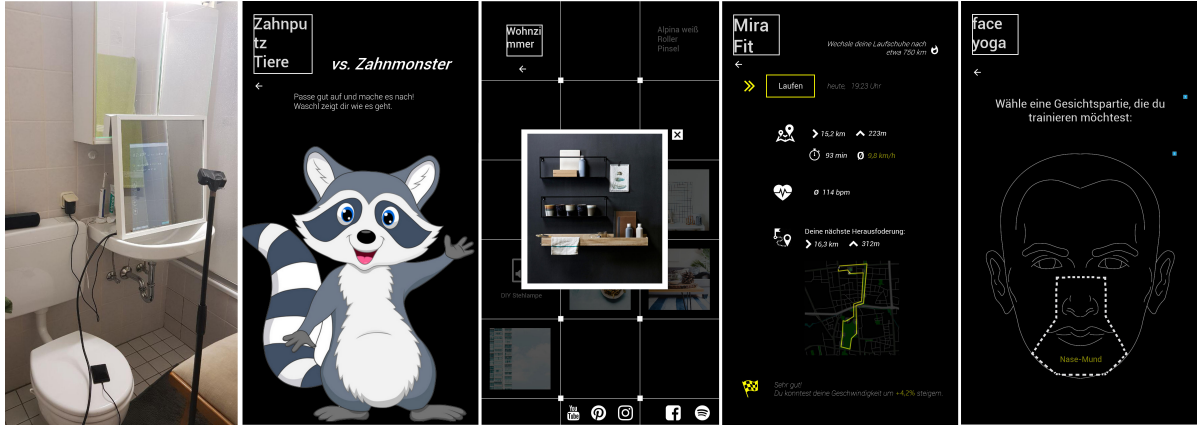 Zahnpu
tz
Tiere
vs. Zahnmonster
Passe gut auf und mache es nach!
Waschl zeigt dir wie es geht.
Wohnzi
mmer
Alpina weiß
Roller
Pinsel
DIY Stehlampe
You
Tube
Mira
Fit
Wechsle deine Laufschuhe nach
etwa 750 km
Laufen
heute 19:23 Uhr
15,2 km 223m
93 min Ø 9,8 km/h
Ø 114 bpm
Deine nächste Herausfoderung:
16,3 km 312m
Sehr gut!
Du konntest deine Geschwindigkeit um +4,2% steigern.
face
yoga
Wähle eine Gesichtspartie, die du
trainieren möchtest:
Nase-Mund